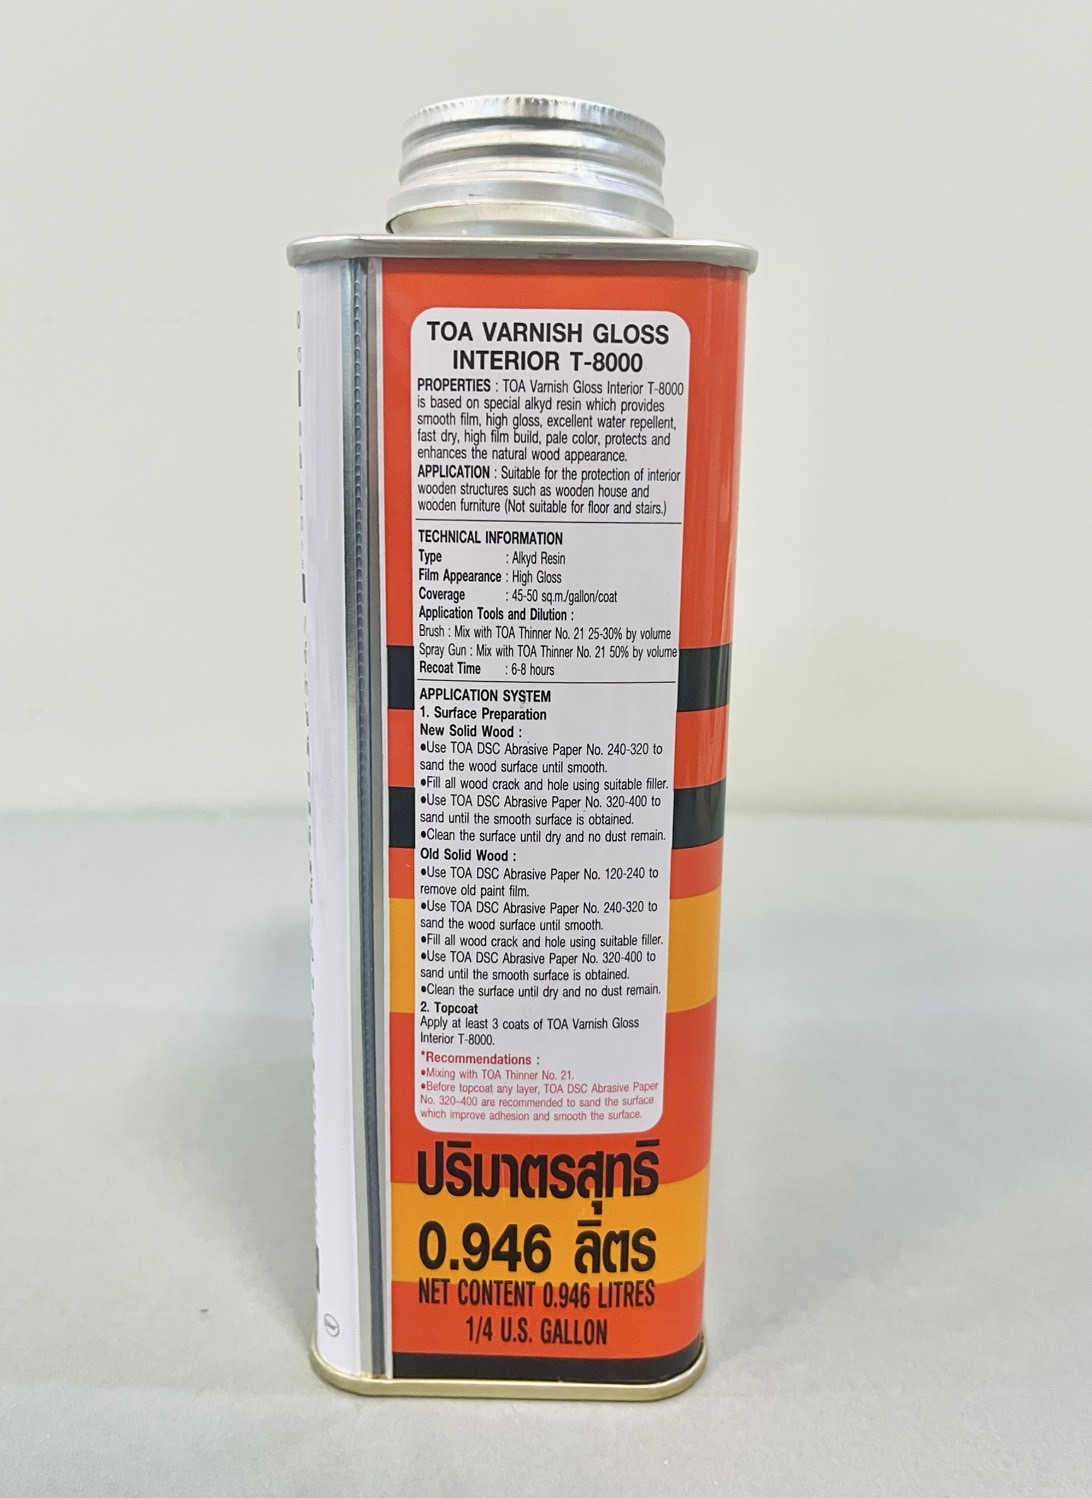 TOA VARNISH GLOSS
INTERIOR T-8000
PROPERTIES : TOA Varnish Gloss Interior T-8000
is based on special alkyd resin which provides
smooth film, high gloss, excellent water repellent,
fast dry, high film build, pale color, protects and
enhances the natural wood appearance.
APPLICATION : Suitable for the protection of interior
wooden structures such as wooden house and
wooden furniture (Not suitable for floor and stairs.)
TECHNICAL INFORMATION
Type : Alkyd Resin
Film Appearance : High Gloss
Coverage : 45-50 sq.m./gallon/coat
Application Tools and Dilution :
Brush : Mix with TOA Thinner No. 21 25-30% by volume
Spray Gun : Mix with TOA Thinner No. 21 50% by volume
Recoat Time : 6-8 hours
APPLICATION SYSTEM
1. Surface Preparation
New Solid Wood :
●Use TOA DSC Abrasive Paper No. 240-320 to
sand the wood surface until smooth.
●Fill all wood crack and hole using suitable filler.
●Use TOA DSC Abrasive Paper No. 320-400 to
sand until the smooth surface is obtained.
●Clean the surface until dry and no dust remain.
Old Solid Wood :
●Use TOA DSC Abrasive Paper No. 120-240 to
remove old paint film.
●Use TOA DSC Abrasive Paper No. 240-320 to
sand the wood surface until smooth.
●Fill all wood crack and hole using suitable filler.
●Use TOA DSC Abrasive Paper No. 320-400 to
sand until the smooth surface is obtained.
●Clean the surface until dry and no dust remain.
2. Topcoat
Apply at least 3 coats of TOA Varnish Gloss
Interior T-8000.
*Recommendations :
●Mixing with TOA Thinner No. 21.
●Before topcoat any layer, TOA DSC Abrasive Paper
No. 320-400 are recommended to sand the surface
which improve adhesion and smooth the surface.
ปริมาตรสุทธิ
0.946 ลิตร
NET CONTENT 0.946 LITRES
1/4 U.S. GALLON